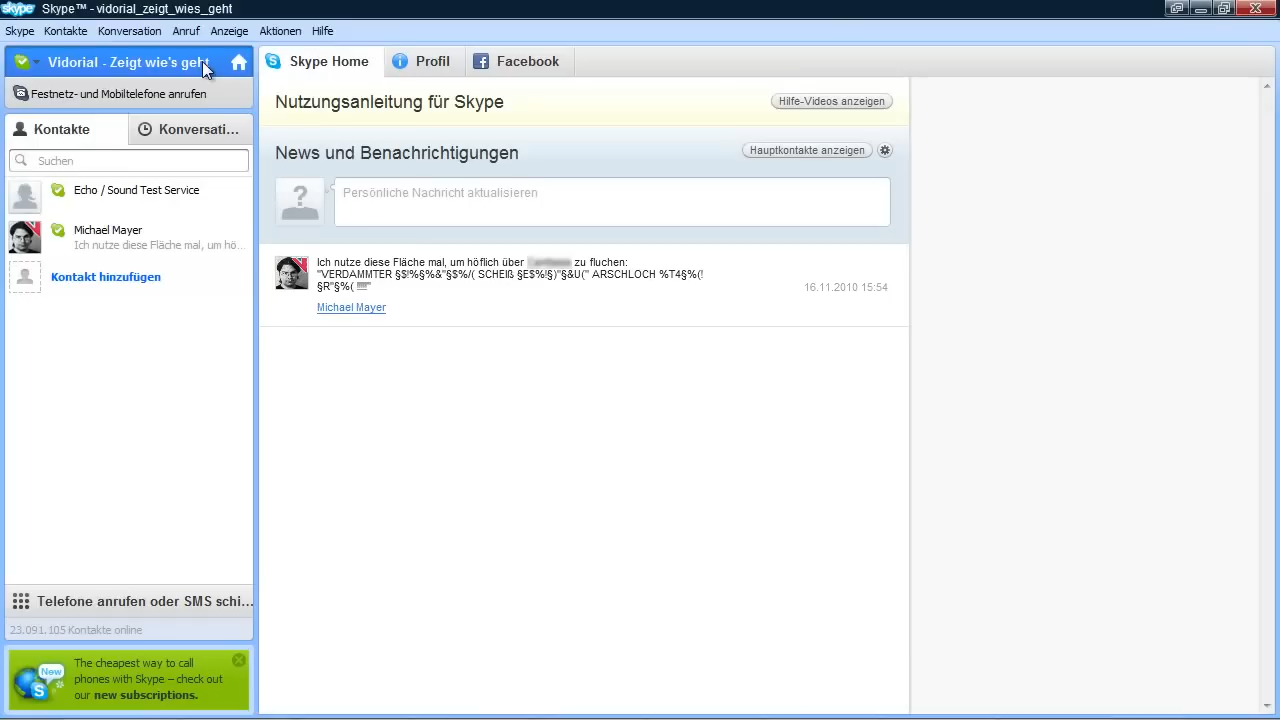 skype Skype™ - vidorial_zeigt_wies_geht
Skype Kontakte Konversation Anruf Anzeige Aktionen Hilfe
Vidorial - Zeigt wie's geht
Festnetz- und Mobiltelefone anrufen
Kontakte Konversati...
Suchen
Echo / Sound Test Service
Michael Mayer
Ich nutze diese Fläche mal, um hö...
Kontakt hinzufügen
Telefone anrufen oder SMS schi...
23.091.105 Kontakte online
New
S
The cheapest way to call
phones with Skype – check out
our new subscriptions.
Skype Home Profil Facebook
Nutzungsanleitung für Skype Hilfe-Videos anzeigen
News und Benachrichtigungen Hauptkontakte anzeigen
?
Persönliche Nachricht aktualisieren
Ich nutze diese Fläche mal, um höflich über zu fluchen:
"VERDAMMTER §$!%§%&"§$%/( SCHEIß §E$%!§)"§&U(" ARSCHLOCH %T4§%(!
§R"§%(
16.11.2010 15:54
Michael Mayer